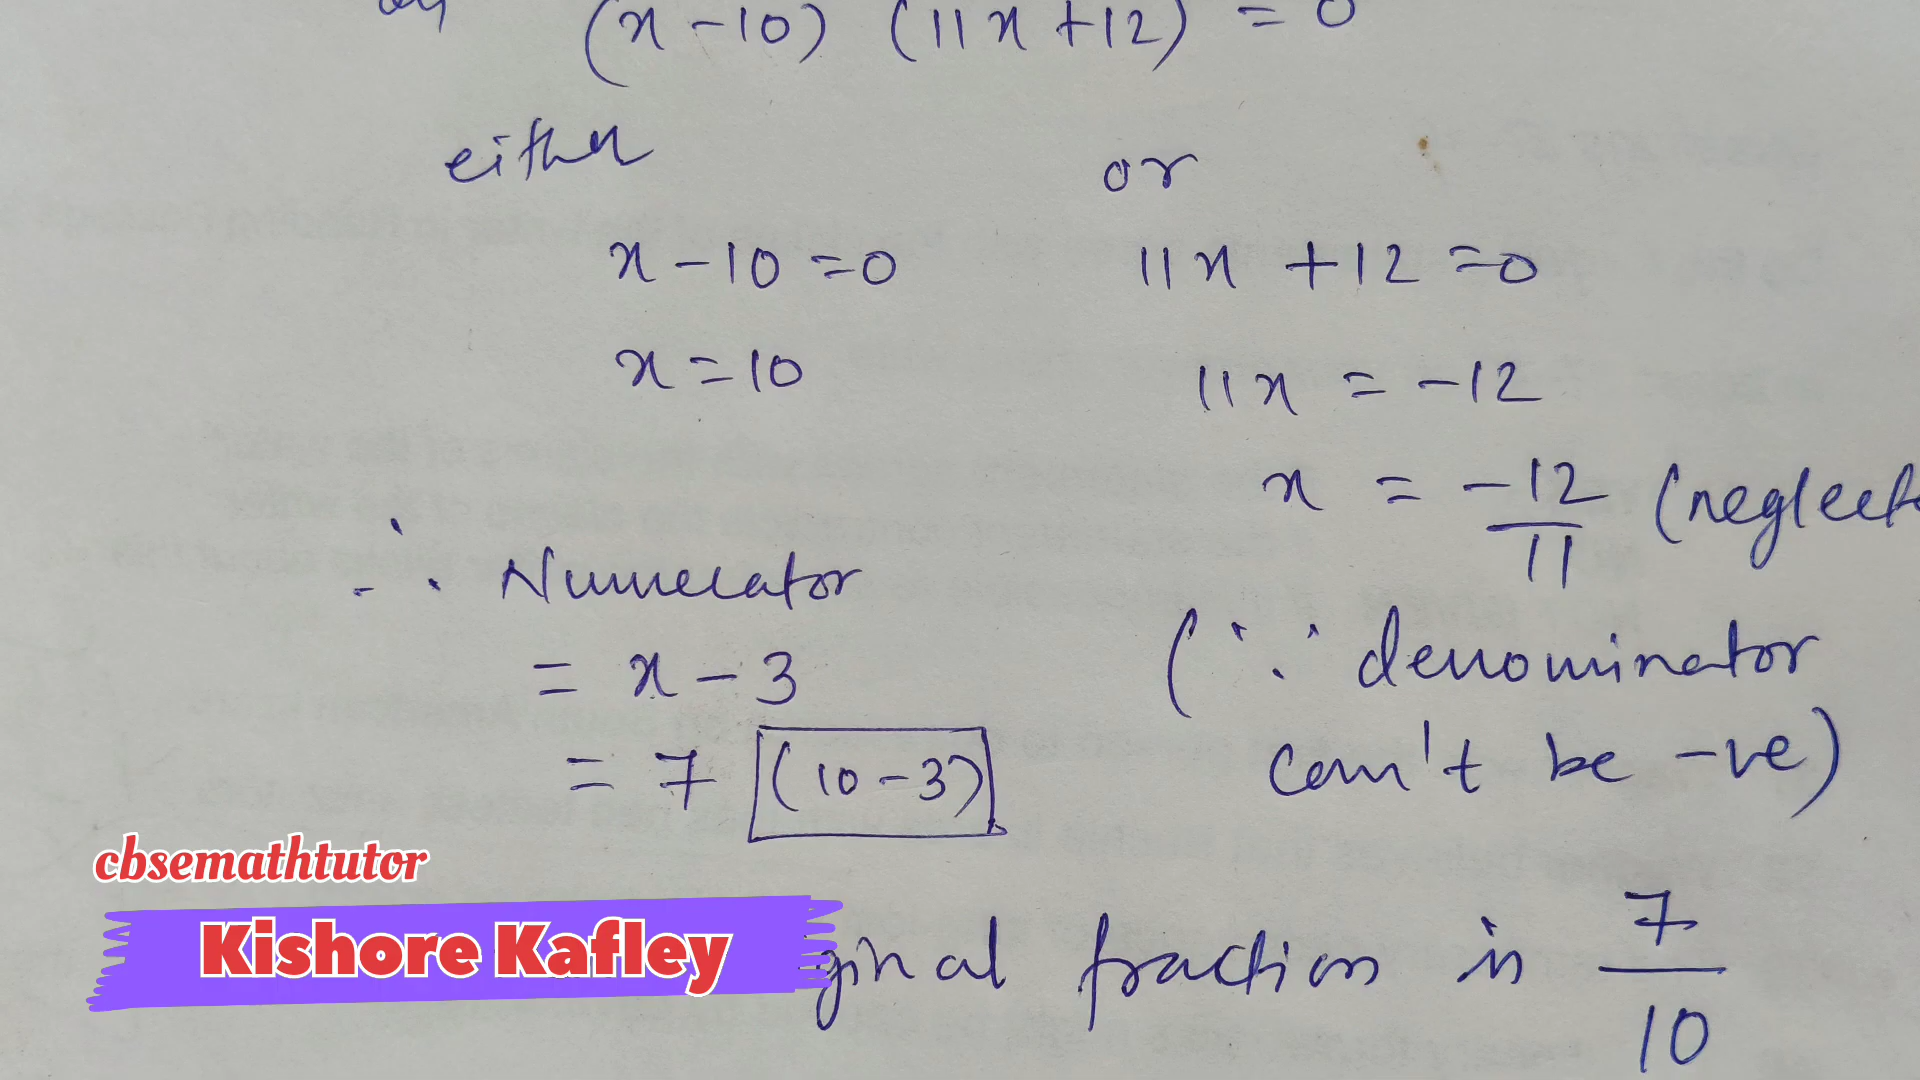 (x - 10) (11x + 12) = 0
either or
x - 10 = 0 11x + 12 = 0
x = 10 11x = -12
x = -12/11 (neglect
∴ Numerator
= x - 3 (∵ denominator
= 7 (10 - 3) can't be -ve)
cbsemathtutor
Kishore Kafley
ginal fraction is 7/10